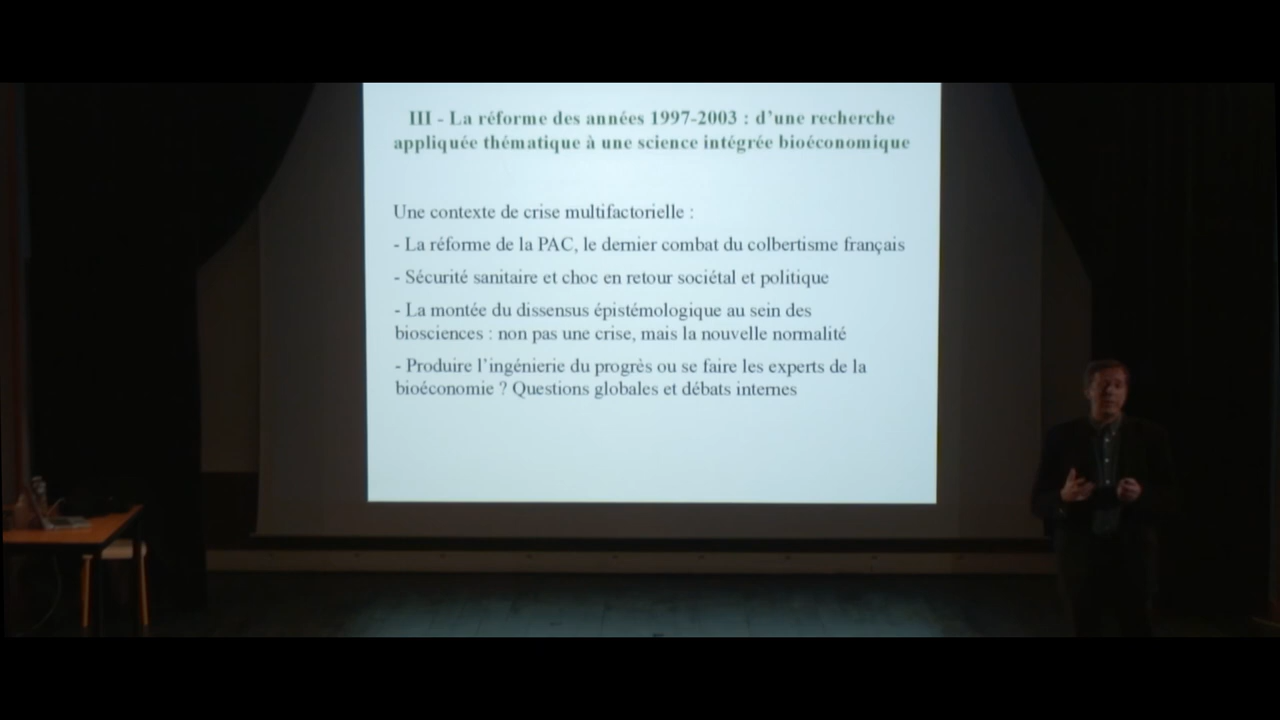 III - La réforme des années 1997-2003 : d'une recherche
appliquée thématique à une science intégrée bioéconomique
Une contexte de crise multifactorielle :
- La réforme de la PAC, le dernier combat du colbertisme français
- Sécurité sanitaire et choc en retour sociétal et politique
- La montée du dissensus épistémologique au sein des
biosciences : non pas une crise, mais la nouvelle normalité
- Produire l'ingénierie du progrès ou se faire les experts de la
bioéconomie ? Questions globales et débats internes